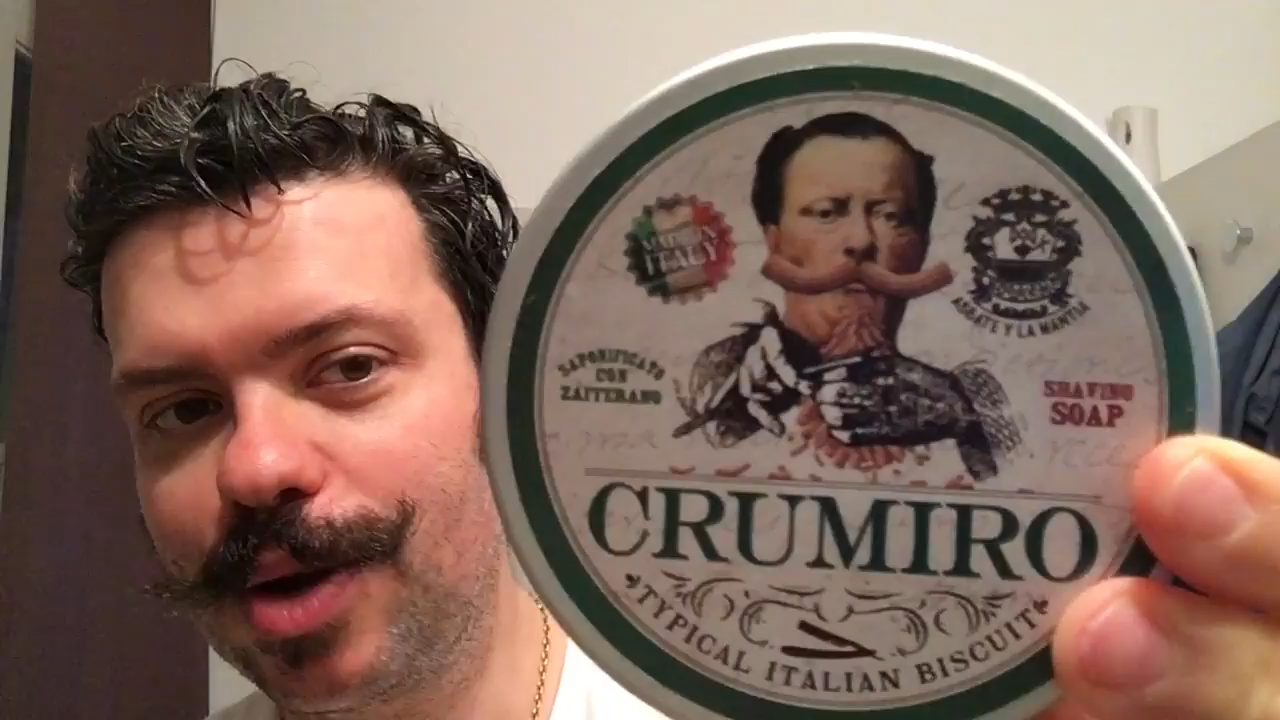 MADE IN
ITALY
ABBATE Y LA MANTIA
SAPONIFICATO
CON
ZAFFERANO
SHAVING
SOAP
CRUMIRO
TYPICAL ITALIAN BISCUIT